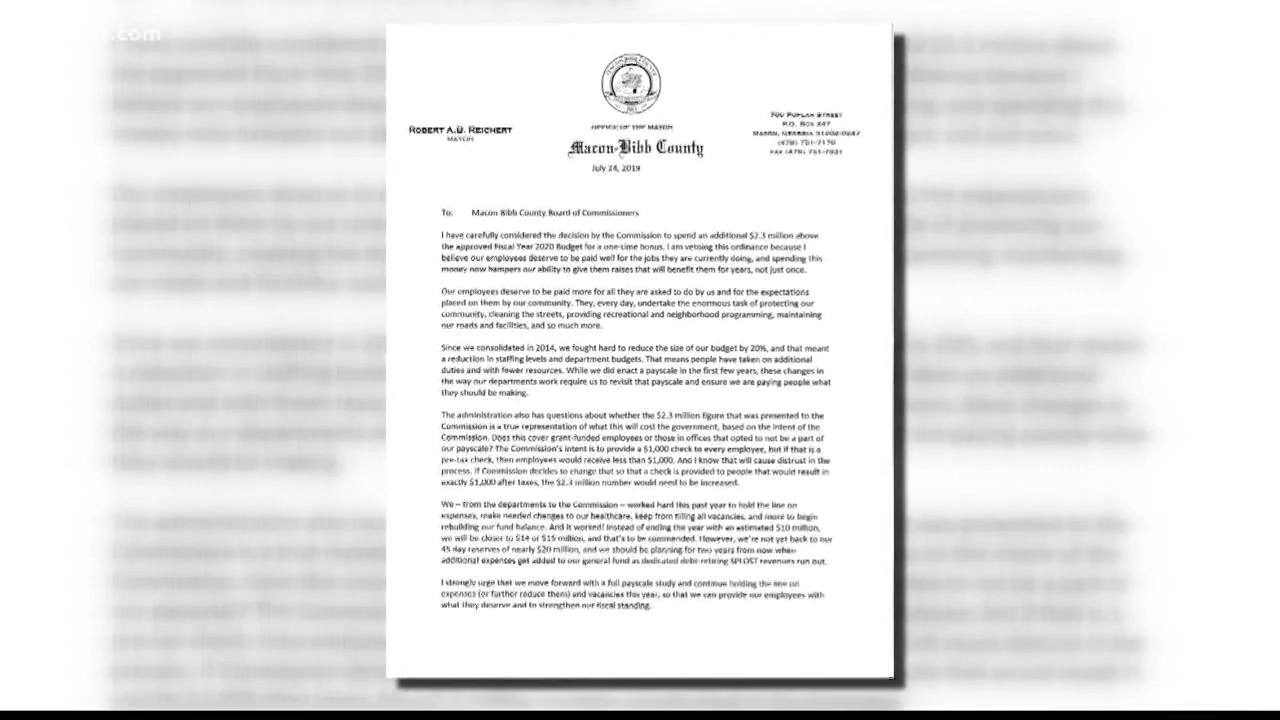 .com
ROBERT A.B. REICHERT
MAYOR
OFFICE OF THE MAYOR
Macon-Bibb County
July 24, 2019
700 POPLAR STREET
P.O. BOX 247
MACON, GEORGIA
(478) 751-7170
FAX (478) 751-7931
To: Macon-Bibb County Board of Commissioners
I have carefully considered the decision by the Commission to spend an additional $2.3 million above
the approved Fiscal Year 2020 Budget for a one-time bonus. I am vetoing this ordinance because I
believe our employees deserve to be paid well for the jobs they are currently doing, and spending this
money now hampers our ability to give them raises that will benefit them for years, not just once.
Our employees deserve to be paid more for all they are asked to do by us and for the expectations
placed on them by our community. They, every day, undertake the enormous task of protecting our
community, cleaning the streets, providing recreational and neighborhood programming, maintaining
our roads and facilities, and so much more.
Since we consolidated in 2014, we fought hard to reduce the size of our budget by 20%, and that meant
a reduction in staffing levels and department budgets. That means people have taken on additional
duties and with fewer resources. While we did enact a payscale in the first few years, these changes in
the way our departments work require us to revisit that payscale and ensure we are paying people what
they should be making.
The administration also has questions about whether the $2.3 million figure that was presented to the
Commission is a true representation of what this will cost the government, based on the intent of the
Commission. Does this cover grant-funded employees or those in offices that opted to not be a part of
our payscale? The Commission's intent is to provide a $1,000 check to every employee, but if that is a
pre-tax check, then employees would receive less than $1,000. And I know that will cause distrust in the
process. If Commission decides to change that so that a check is provided to people that would result in
exactly $1,000 after taxes, the $2.3 million number would need to be increased.
We – from the departments to the Commission – worked hard this past year to hold the line on
expenses, make needed changes to our healthcare, keep from filling all vacancies, and more to begin
rebuilding our fund balance. And it worked! Instead of ending the year with an estimated $10 million,
we will be closer to $14 or $15 million, and that's to be commended. However, we're not yet back to our
45 day reserves of nearly $20 million, and we should be planning for two years from now when
additional expenses get added to our general fund as dedicated debt-retiring SPLOST revenues run out.
I strongly urge that we move forward with a full payscale study and continue holding the line on
expenses (or further reduce them) and vacancies this year, so that we can provide our employees with
what they deserve and to strengthen our fiscal standing.